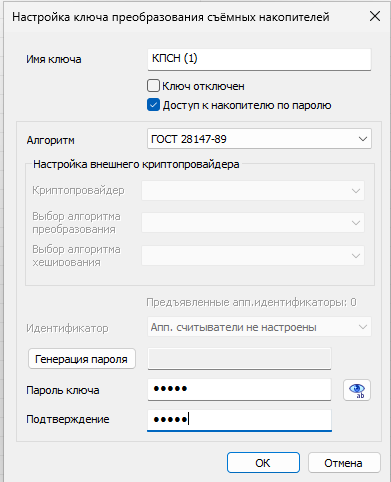 Настройка ключа преобразования съёмных накопителей
Имя ключа
КПСН (1)
Ключ отключен
Доступ к накопителю по паролю
Алгоритм
ГОСТ 28147-89
Настройка внешнего криптопровайдера
Криптопровайдер
Выбор алгоритма
преобразования
Выбор алгоритма
хеширования
Предъявленные апп.идентификаторы: 0
Идентификатор
Апп. считыватели не настроены
Генерация пароля
Пароль ключа
•••••
ab
Подтверждение
•••••
OK
Отмена